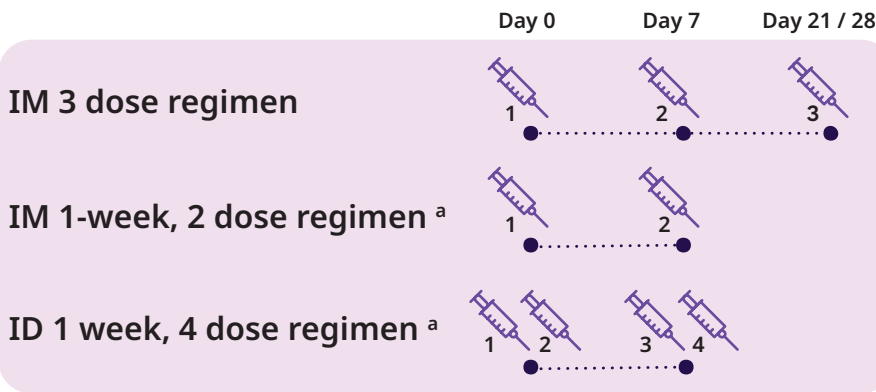 Day 0 Day 7 Day 21 / 28
IM 3 dose regimen
1 2 3
IM 1-week, 2 dose regimen a
1 2
ID 1 week, 4 dose regimen a
1 2 3 4